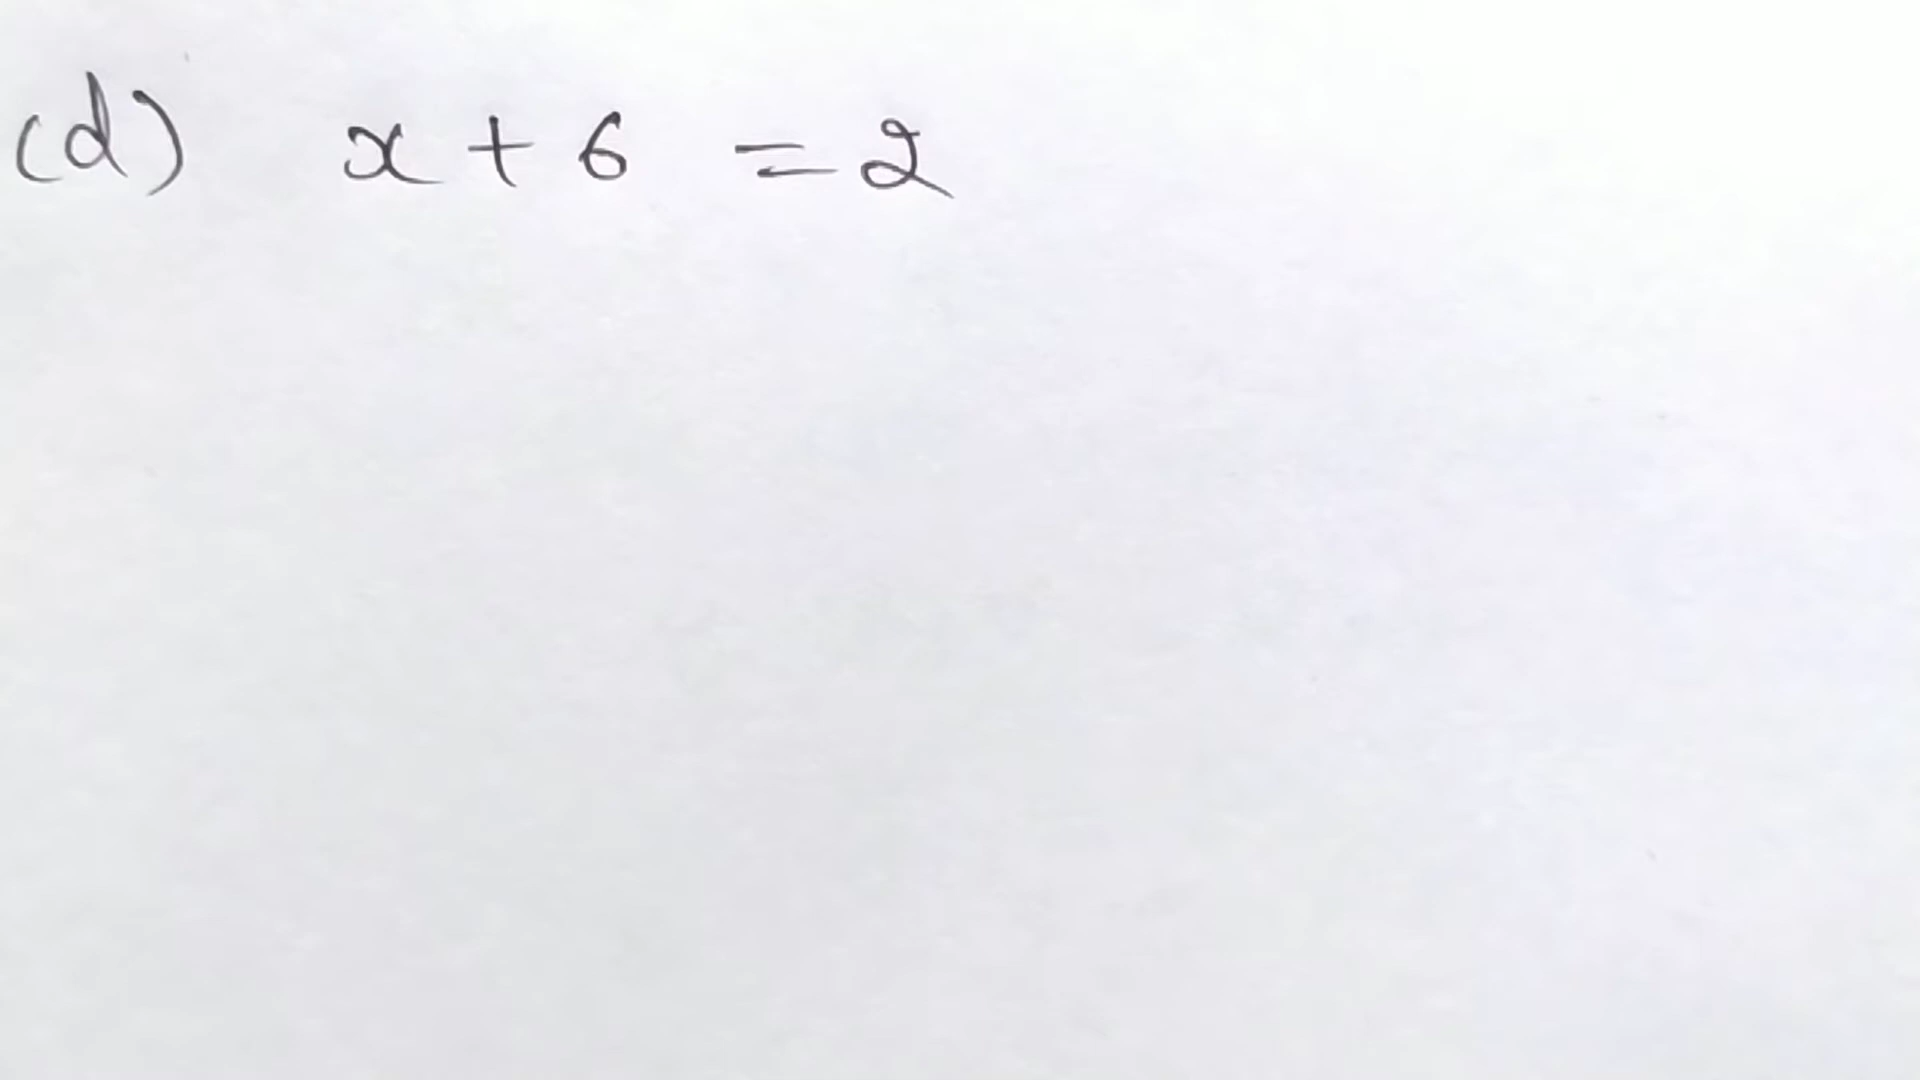 (d) x + 6 = 2